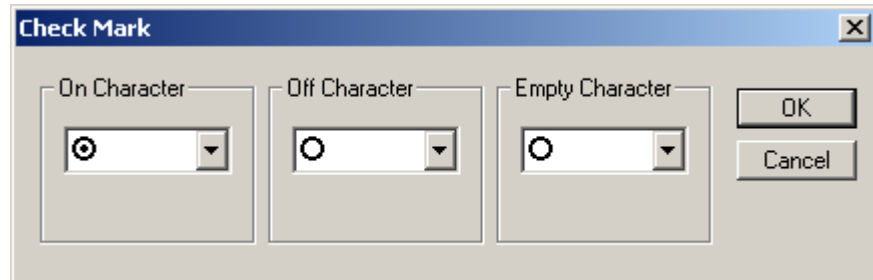 Check Mark
On Character
Off Character
Empty Character
OK
Cancel